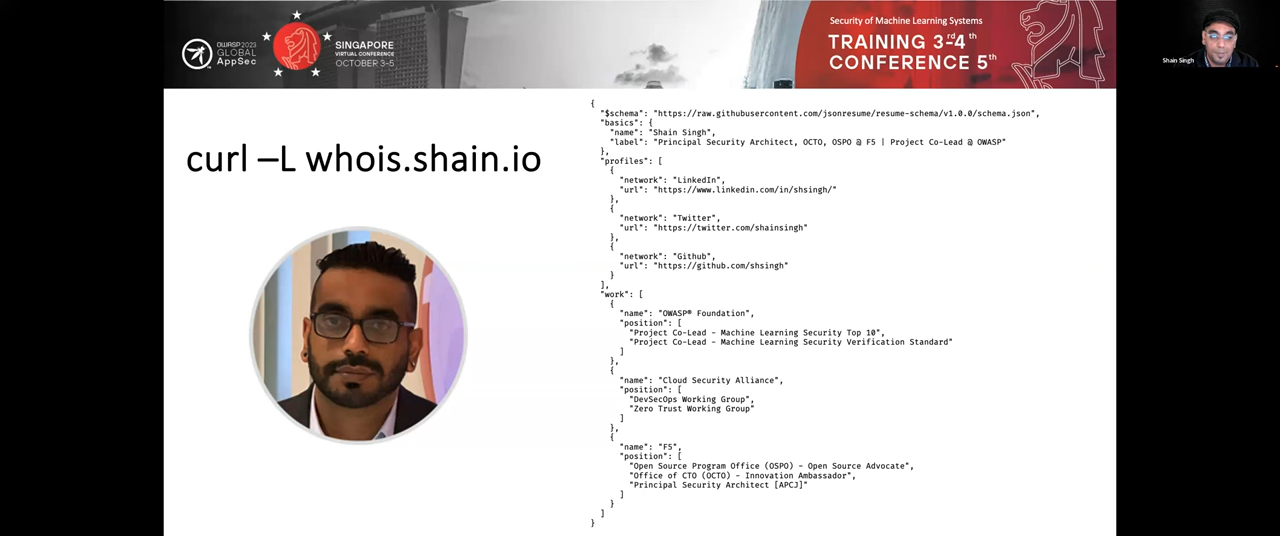 OWASP 2023
GLOBAL
AppSec
SINGAPORE
VIRTUAL CONFERENCE
OCTOBER 3-5
Security of Machine Learning Systems
TRAINING 3rd-4th
CONFERENCE 5th
Shain Singh
curl –L whois.shain.io
{
"$schema": "https://raw.githubusercontent.com/jsonresume/resume-schema/v1.0.0/schema.json",
"basics": {
"name": "Shain Singh",
"label": "Principal Security Architect, OCTO, OSPO @ F5 | Project Co-Lead @ OWASP"
},
"profiles": [
{
"network": "LinkedIn",
"url": "https://www.linkedin.com/in/shsingh/"
},
{
"network": "Twitter",
"url": "https://twitter.com/shainsingh"
},
{
"network": "Github",
"url": "https://github.com/shsingh"
}
],
"work": [
{
"name": "OWASP® Foundation",
"position": [
"Project Co-Lead - Machine Learning Security Top 10",
"Project Co-Lead - Machine Learning Security Verification Standard"
]
},
{
"name": "Cloud Security Alliance",
"position": [
"DevSecOps Working Group",
"Zero Trust Working Group"
]
},
{
"name": "F5",
"position": [
"Open Source Program Office (OSPO) - Open Source Advocate",
"Office of CTO (OCTO) - Innovation Ambassador",
"Principal Security Architect [APCJ]"
]
}
]
}